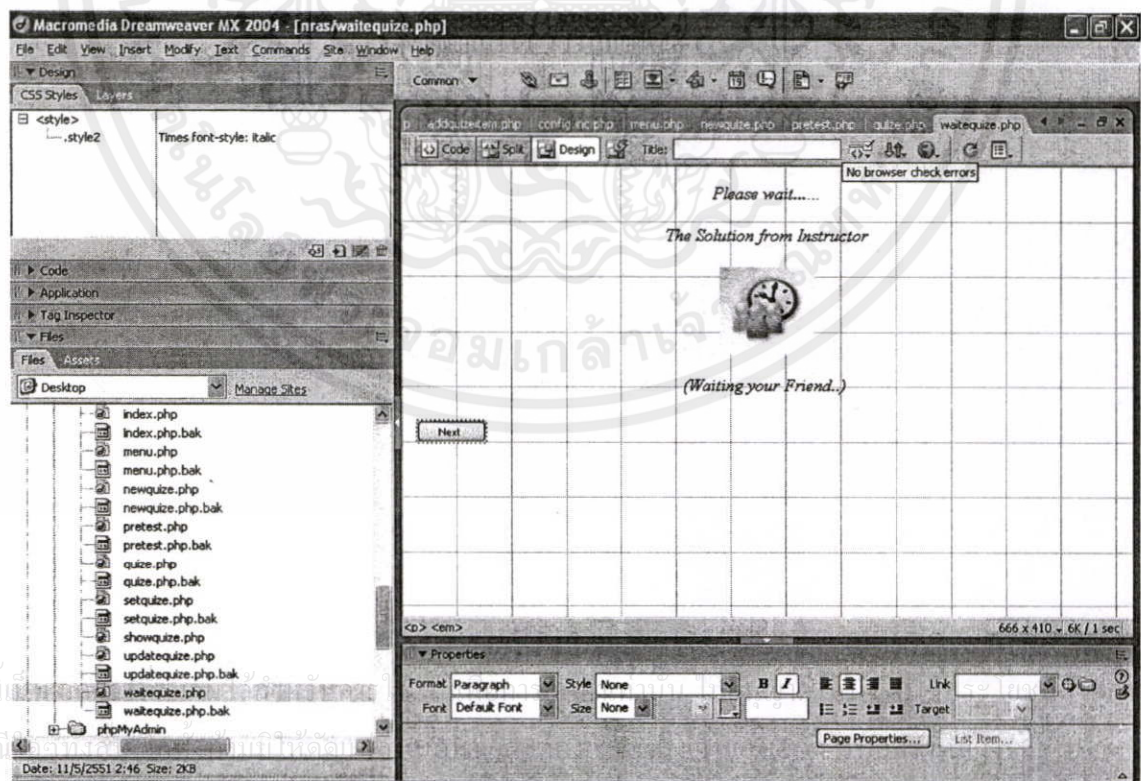 Macromedia Dreamweaver MX 2004 - [nras/waitequize.php]
File Edit View Insert Modify Text Commands Site Window Help
Design
CSS Styles Layers
<style>
.style2 Times font-style: italic
Code
Application
Tag Inspector
Files
Files Assets
Desktop Manage Sites
index.php
index.php.bak
menu.php
menu.php.bak
newquize.php
newquize.php.bak
pretest.php
pretest.php.bak
quize.php
quize.php.bak
setquize.php
setquize.php.bak
showquize.php
updatequize.php
updatequize.php.bak
waitequize.php
waitequize.php.bak
phpMyAdmin
Date: 11/5/2551 2:46 Size: 2KB
Common
p addquizeitem.php config.inc.php menu.php newquize.php pretest.php quize.php waitequize.php
Code Split Design Title:
No browser check errors
Please wait......
The Solution from Instructor
(Waiting your Friend..)
Next
<p> <em> 666 x 410 6K / 1 sec
Properties
Format Paragraph Style None B I Link
Font Default Font Size None Target
Page Properties... List Item...